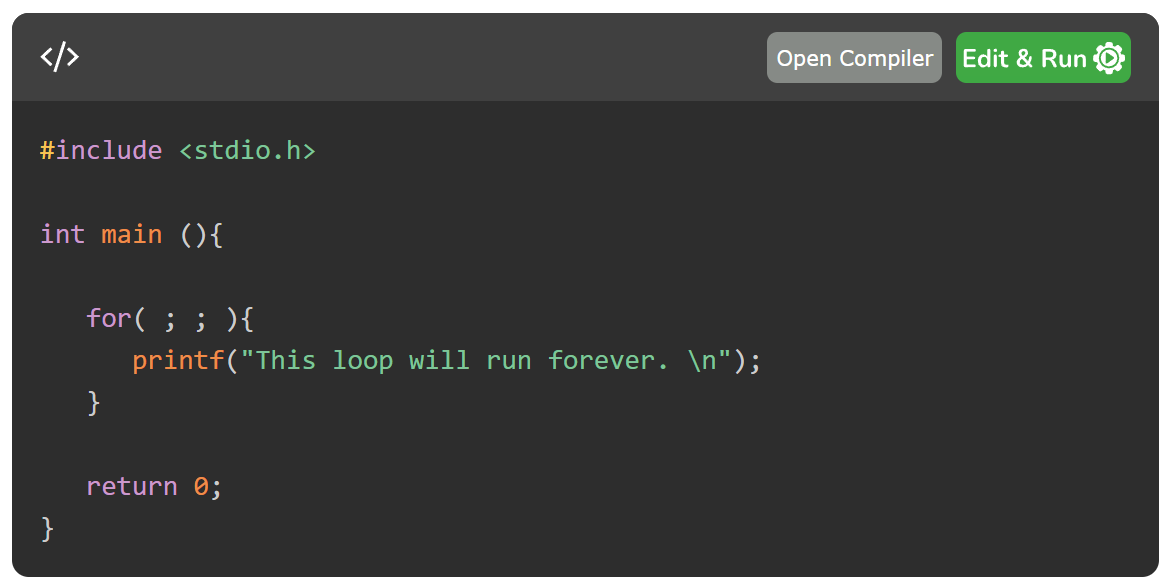 </>
Open Compiler
Edit & Run
#include <stdio.h>
int main (){
for( ; ; ){
printf("This loop will run forever. \n");
}
return 0;
}